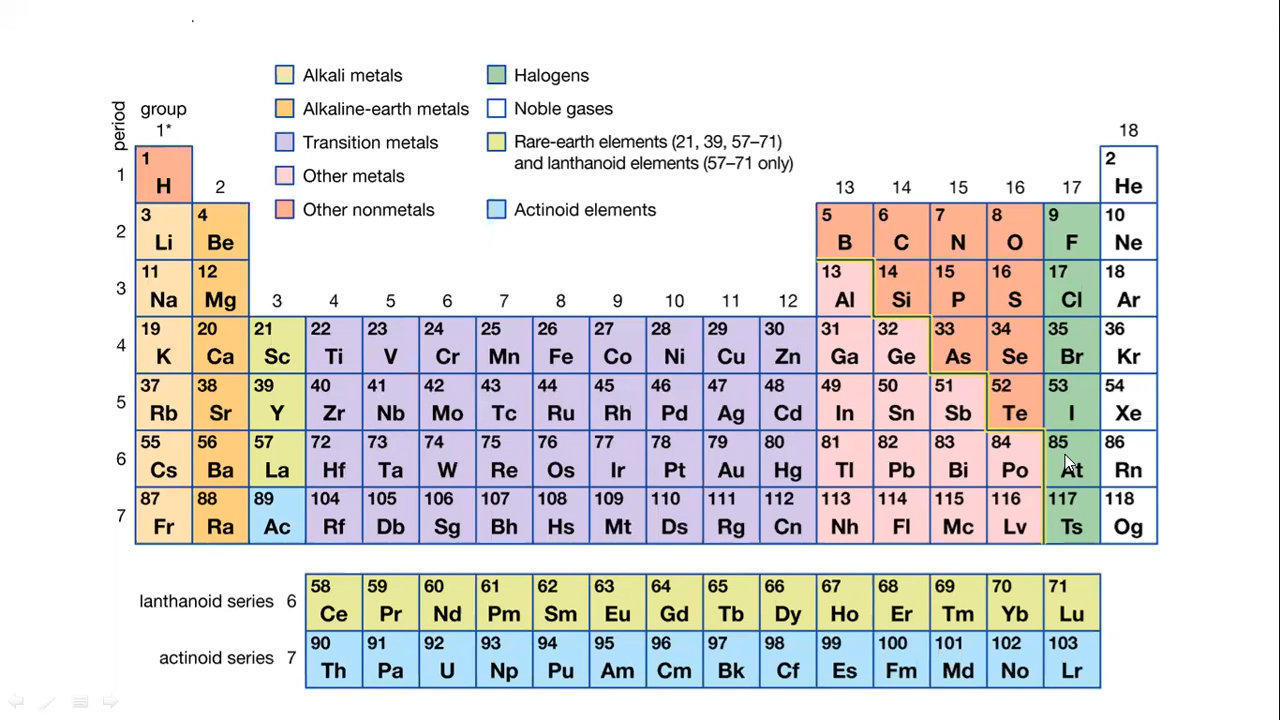 Alkali metals
Alkaline-earth metals
Transition metals
Other metals
Other nonmetals
Halogens
Noble gases
Rare-earth elements (21, 39, 57–71)
and lanthanoid elements (57–71 only)
Actinoid elements
period
group
1* 18
1 2
1 H 2 13 14 15 16 17 He
3 4 5 6 7 8 9 10
2 Li Be B C N O F Ne
11 12 13 14 15 16 17 18
3 Na Mg 3 4 5 6 7 8 9 10 11 12 Al Si P S Cl Ar
19 20 21 22 23 24 25 26 27 28 29 30 31 32 33 34 35 36
4 K Ca Sc Ti V Cr Mn Fe Co Ni Cu Zn Ga Ge As Se Br Kr
37 38 39 40 41 42 43 44 45 46 47 48 49 50 51 52 53 54
5 Rb Sr Y Zr Nb Mo Tc Ru Rh Pd Ag Cd In Sn Sb Te I Xe
55 56 57 72 73 74 75 76 77 78 79 80 81 82 83 84 85 86
6 Cs Ba La Hf Ta W Re Os Ir Pt Au Hg Tl Pb Bi Po At Rn
87 88 89 104 105 106 107 108 109 110 111 112 113 114 115 116 117 118
7 Fr Ra Ac Rf Db Sg Bh Hs Mt Ds Rg Cn Nh Fl Mc Lv Ts Og
58 59 60 61 62 63 64 65 66 67 68 69 70 71
lanthanoid series 6 Ce Pr Nd Pm Sm Eu Gd Tb Dy Ho Er Tm Yb Lu
90 91 92 93 94 95 96 97 98 99 100 101 102 103
actinoid series 7 Th Pa U Np Pu Am Cm Bk Cf Es Fm Md No Lr